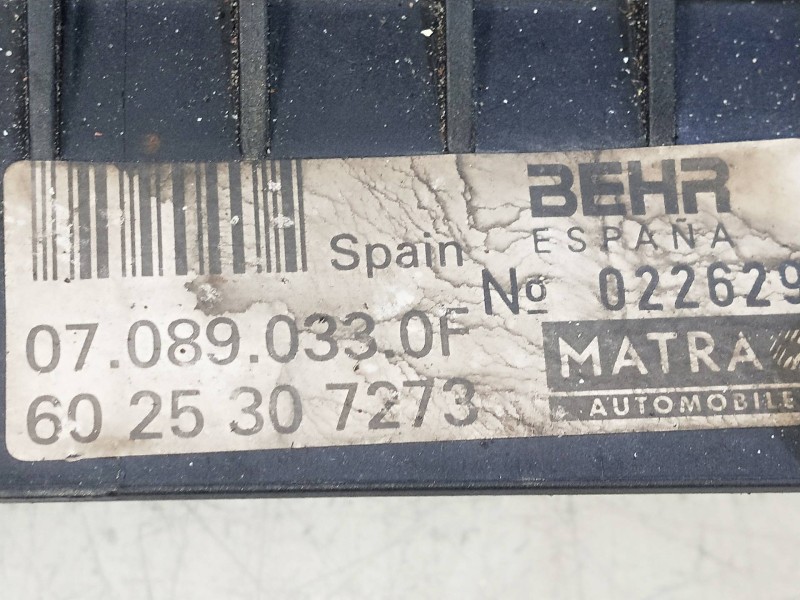 BEHR
ESPAÑA
Spain
Nº 022629
07.089.033.0F
60 25 30 7273
MATRA
AUTOMOBILE